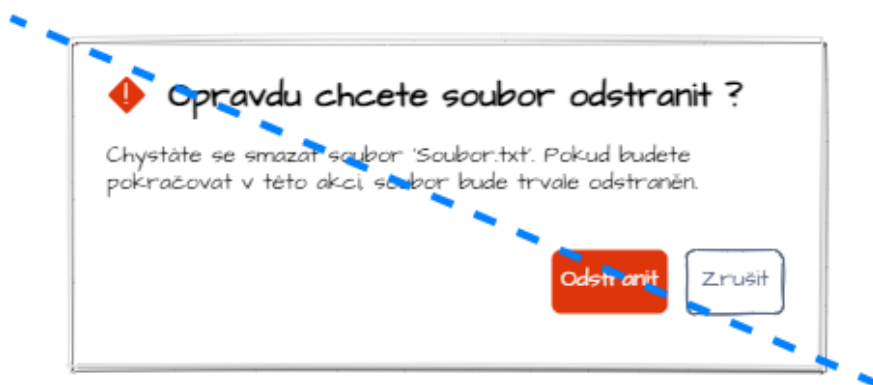 Opravdu chcete soubor odstranit ?
Chystáte se smazat soubor 'Soubor.txt'. Pokud budete
pokračovat v této akci, soubor bude trvale odstraněn.
Odstranit
Zrušit